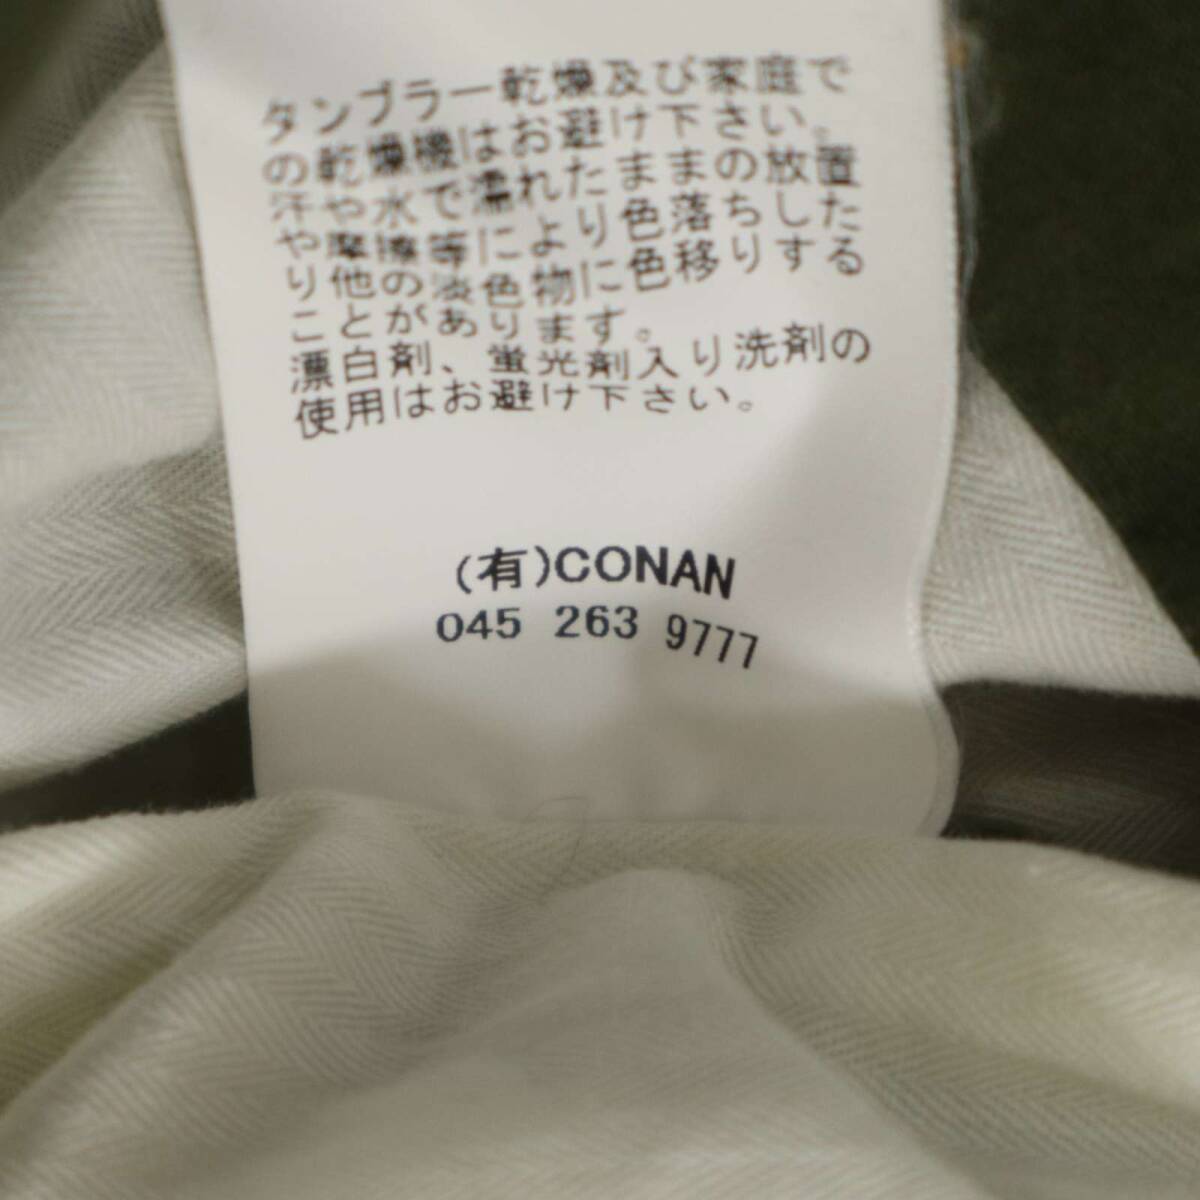 タンブラー乾燥及び家庭で
の乾燥機はお避け下さい。
汗や水で濡れたままの放置
や摩擦等により色落ちした
り他の淡色物に色移りする
ことがあります。
漂白剤、蛍光剤入り洗剤の
使用はお避け下さい。
(有)CONAN
045 263 9777